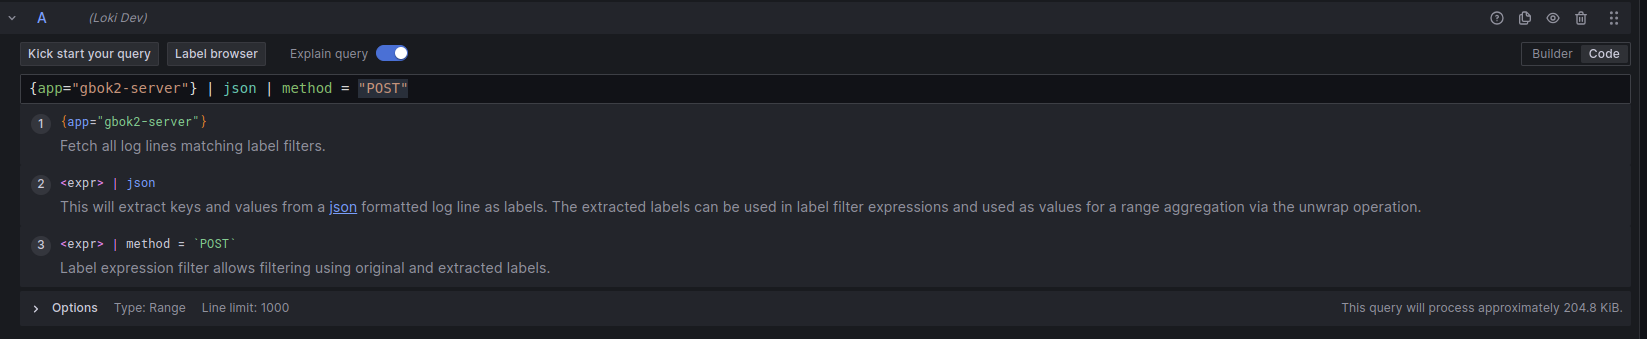 A (Loki Dev)
Kick start your query Label browser Explain query Builder Code
{app="gbok2-server"} | json | method = "POST"
1 {app="gbok2-server"}
Fetch all log lines matching label filters.
2 <expr> | json
This will extract keys and values from a json formatted log line as labels. The extracted labels can be used in label filter expressions and used as values for a range aggregation via the unwrap operation.
3 <expr> | method = `POST`
Label expression filter allows filtering using original and extracted labels.
Options Type: Range Line limit: 1000 This query will process approximately 204.8 KiB.